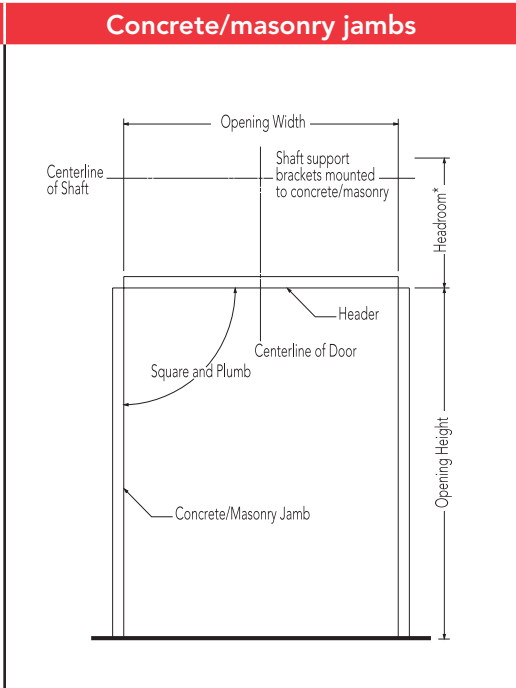 Concrete/masonry jambs
Opening Width
Centerline
of Shaft
Shaft support
brackets mounted
to concrete/masonry
Headroom*
Header
Centerline of Door
Square and Plumb
Opening Height
Concrete/Masonry Jamb